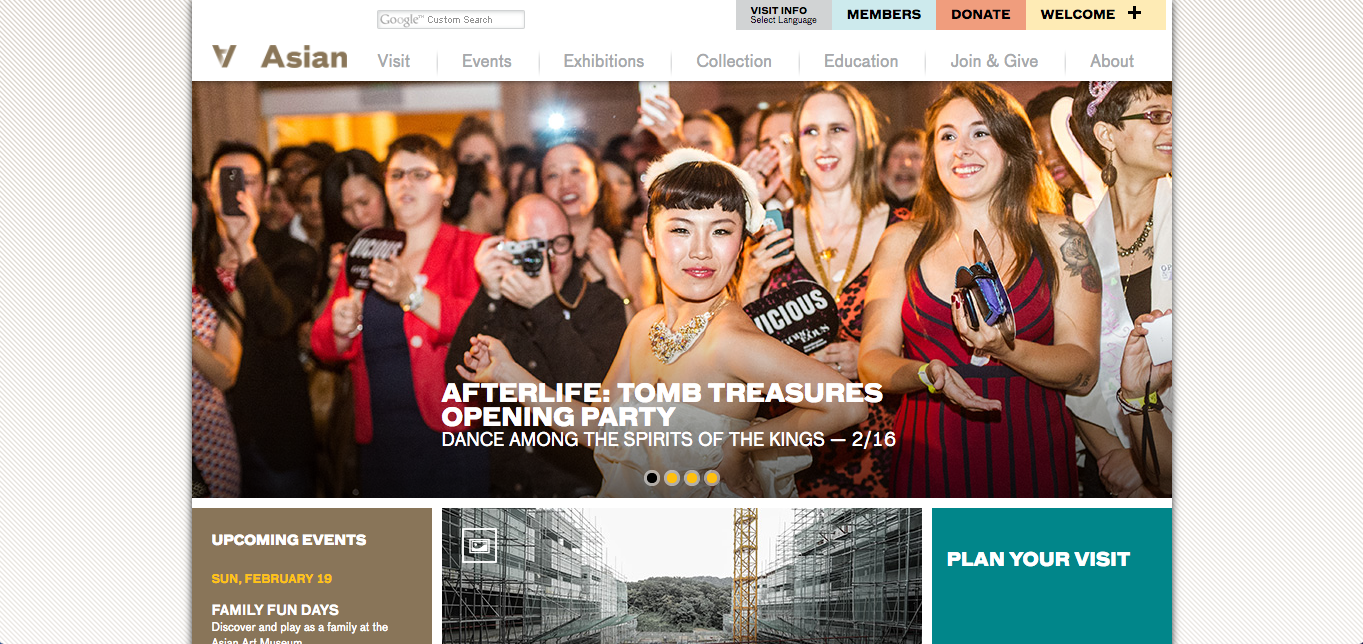 Google™ Custom Search
VISIT INFO
Select Language
MEMBERS
DONATE
WELCOME +
Asian
Visit
Events
Exhibitions
Collection
Education
Join & Give
About
VICIOUS
VICIOUS
AFTERLIFE: TOMB TREASURES
OPENING PARTY
DANCE AMONG THE SPIRITS OF THE KINGS — 2/16
UPCOMING EVENTS
SUN, FEBRUARY 19
FAMILY FUN DAYS
Discover and play as a family at the
Asian Art Museum
PLAN YOUR VISIT